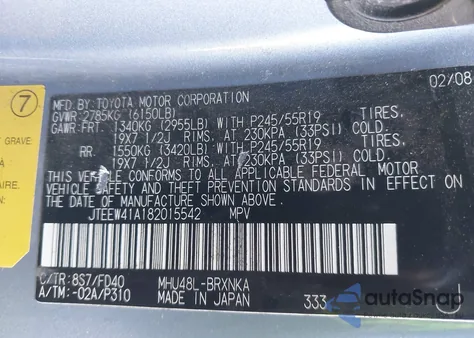 7
GRAVE
02/08
MFD. BY: TOYOTA MOTOR CORPORATION
GVWR: 2785KG (6150LB)
GAWR: FRT. 1340KG (2955LB) WITH P245/55R19 TIRES,
19X7 1/2J RIMS, AT 230KPA (33PSI) COLD.
RR. 1550KG (3420LB) WITH P245/55R19 TIRES,
19X7 1/2J RIMS, AT 230KPA (33PSI) COLD.
THIS VEHICLE CONFORMS TO ALL APPLICABLE FEDERAL MOTOR
VEHICLE SAFETY AND THEFT PREVENTION STANDARDS IN EFFECT ON
THE DATE OF MANUFACTURE SHOWN ABOVE.
JTEEW41A182015542 MPV
C/TR: 8S7/FD40 MHU48L-BRXNKA
A/TM: -02A/P310 MADE IN JAPAN 333
autoSnap